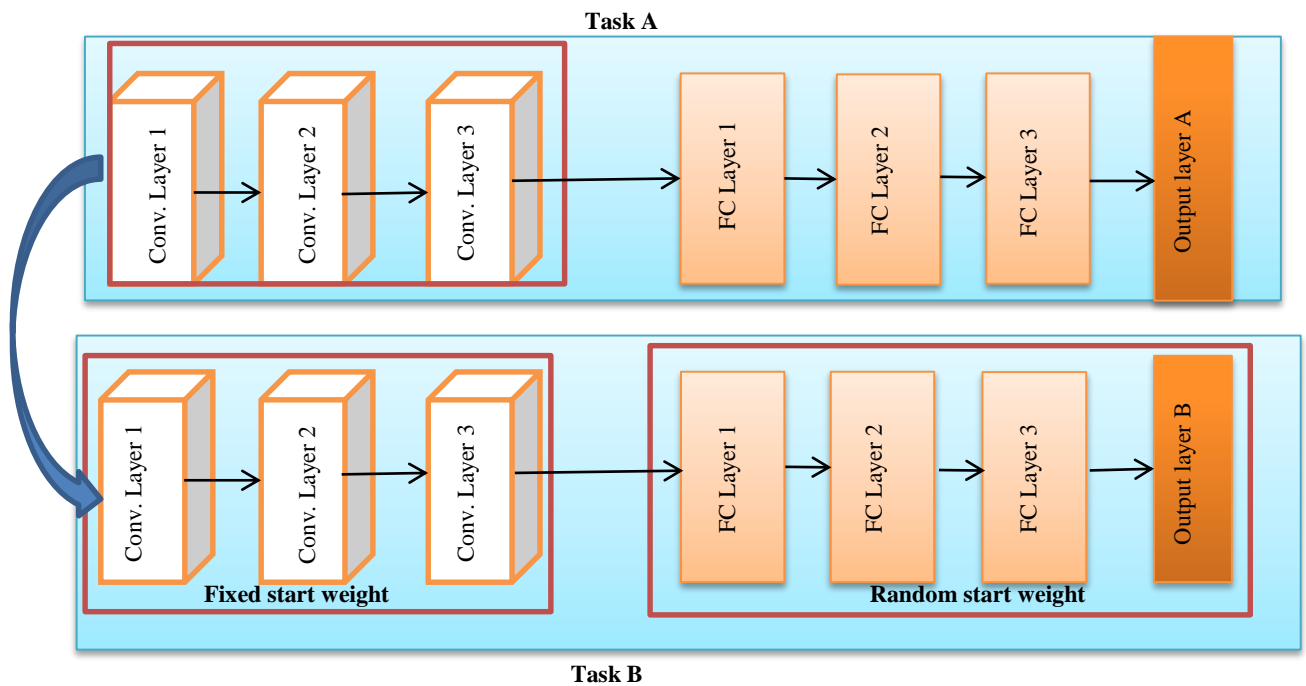 Task A
Conv. Layer 1
Conv. Layer 2
Conv. Layer 3
FC Layer 1
FC Layer 2
FC Layer 3
Output layer A
Conv. Layer 1
Conv. Layer 2
Conv. Layer 3
FC Layer 1
FC Layer 2
FC Layer 3
Output layer B
Fixed start weight
Random start weight
Task B